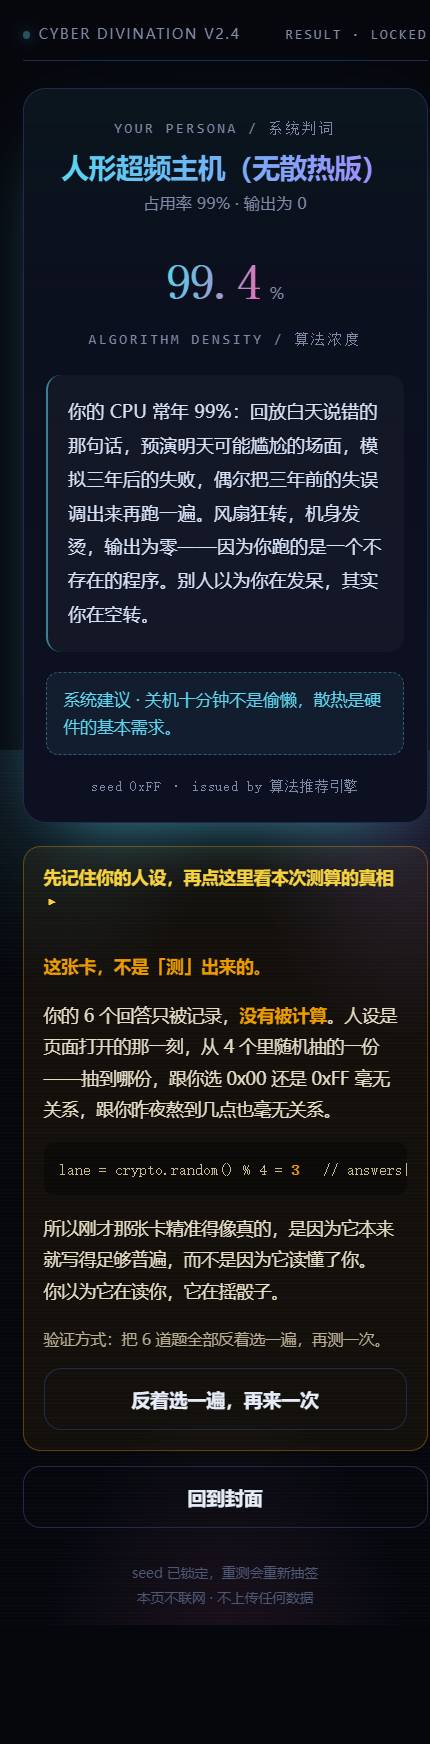 CYBER DIVINATION V2.4
RESULT · LOCKED
YOUR PERSONA / 系统判词
人形超频主机（无散热版）
占用率 99% · 输出为 0
99.4 %
ALGORITHM DENSITY / 算法浓度
你的 CPU 常年 99%：回放白天说错的
那句话，预演明天可能尴尬的场面，模
拟三年后的失败，偶尔把三年前的失误
调出来再跑一遍。风扇狂转，机身发
烫，输出为零——因为你跑的是一个不
存在的程序。别人以为你在发呆，其实
你在空转。
系统建议 · 关机十分钟不是偷懒，散热是硬
件的基本需求。
seed 0xFF · issued by 算法推荐引擎
先记住你的人设，再点这里看本次测算的真相
▸
这张卡，不是「测」出来的。
你的 6 个回答只被记录，没有被计算。人设是
页面打开的那一刻，从 4 个里随机抽的一份
——抽到哪份，跟你选 0x00 还是 0xFF 毫无
关系，跟你昨夜熬到几点也毫无关系。
lane = crypto.random() % 4 = 3 // answers
所以刚才那张卡精准得像真的，是因为它本来
就写得足够普遍，而不是因为它读懂了你。
你以为它在读你，它在摇骰子。
验证方式：把 6 道题全部反着选一遍，再测一次。
反着选一遍，再来一次
回到封面
seed 已锁定，重测会重新抽签
本页不联网 · 不上传任何数据